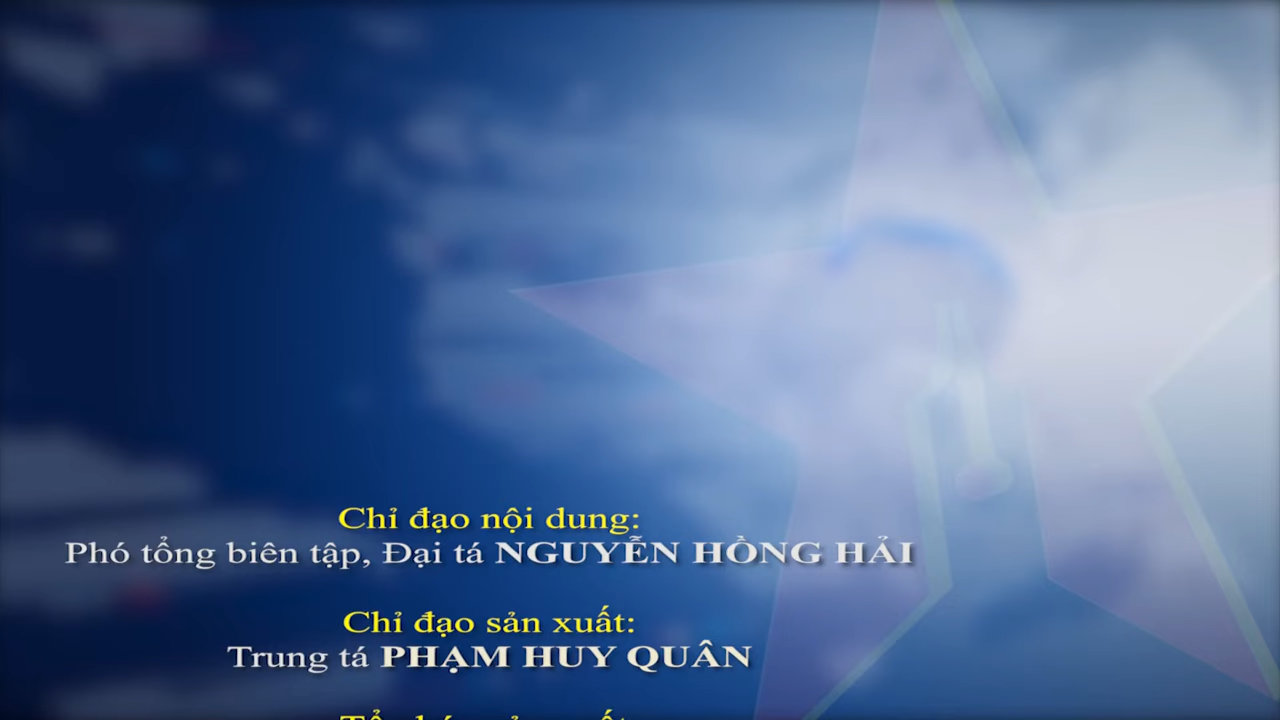 Chỉ đạo nội dung:
Phó tổng biên tập, Đại tá NGUYỄN HỒNG HẢI
Chỉ đạo sản xuất:
Trung tá PHẠM HUY QUÂN